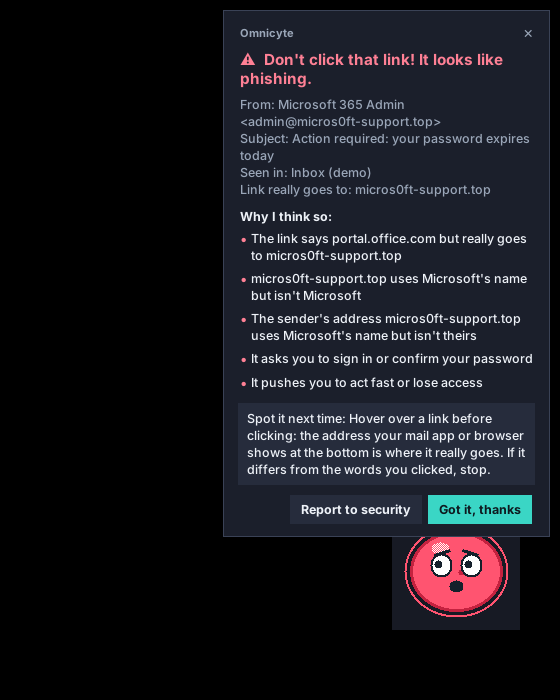 Omnicyte ✕
⚠ Don't click that link! It looks like
phishing.
From: Microsoft 365 Admin
<admin@micros0ft-support.top>
Subject: Action required: your password expires
today
Seen in: Inbox (demo)
Link really goes to: micros0ft-support.top
Why I think so:
• The link says portal.office.com but really goes
to micros0ft-support.top
• micros0ft-support.top uses Microsoft's name
but isn't Microsoft
• The sender's address micros0ft-support.top
uses Microsoft's name but isn't theirs
• It asks you to sign in or confirm your password
• It pushes you to act fast or lose access
Spot it next time: Hover over a link before
clicking: the address your mail app or browser
shows at the bottom is where it really goes. If it
differs from the words you clicked, stop.
Report to security Got it, thanks